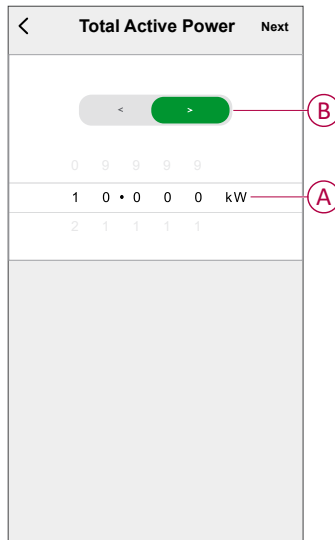 < Total Active Power Next
< >
B
0 9 9 9 9
1 0 • 0 0 0 kW
A
2 1 1 1 1